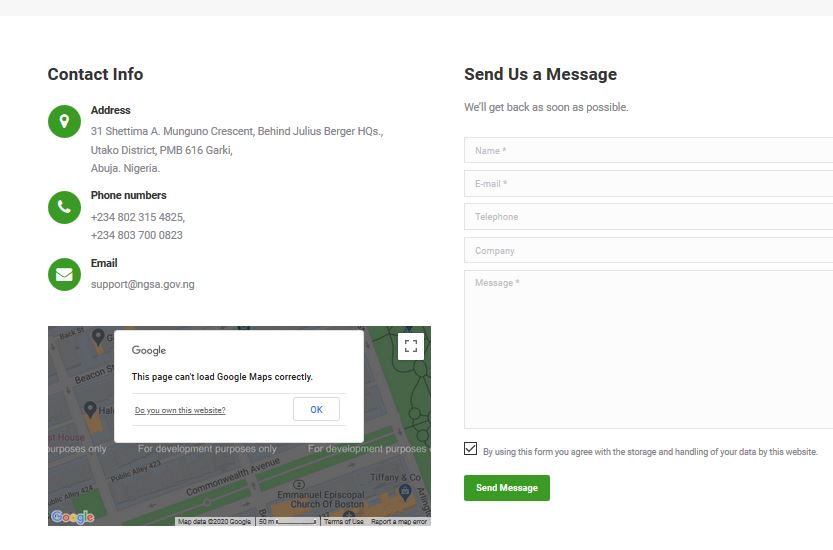 Contact Info
Address
31 Shettima A. Munguno Crescent, Behind Julius Berger HQs.,
Utako District, PMB 616 Garki,
Abuja. Nigeria.
Phone numbers
+234 802 315 4825,
+234 803 700 0823
Email
support@ngsa.gov.ng
Back St
Beacon St
Hale
Google
This page can't load Google Maps correctly.
Do you own this website?
OK
st House
purposes only
For development purposes only
For development purposes
Public Alley 423
Public Alley 424
Commonwealth Avenue
Tiffany & Co
Emmanuel Episcopal
Church Of Boston
Arling
Google
Map data ©2020 Google
50 m
Terms of Use
Report a map error
Send Us a Message
We'll get back as soon as possible.
Name *
E-mail *
Telephone
Company
Message *
By using this form you agree with the storage and handling of your data by this website.
Send Message